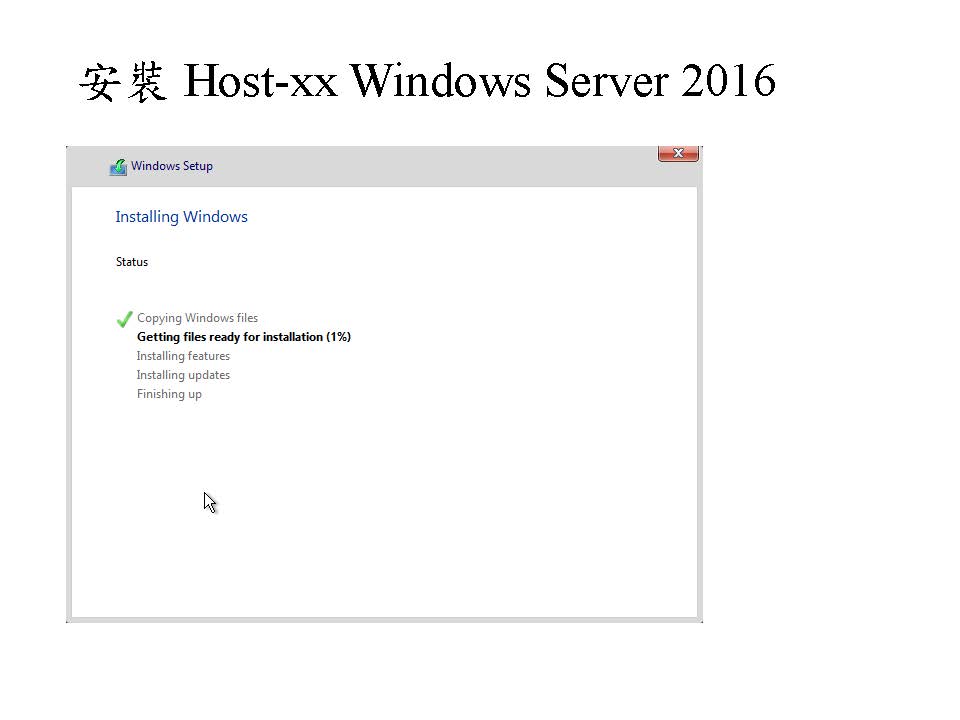 安裝 Host-xx Windows Server 2016
Windows Setup
Installing Windows
Status
Copying Windows files
Getting files ready for installation (1%)
Installing features
Installing updates
Finishing up